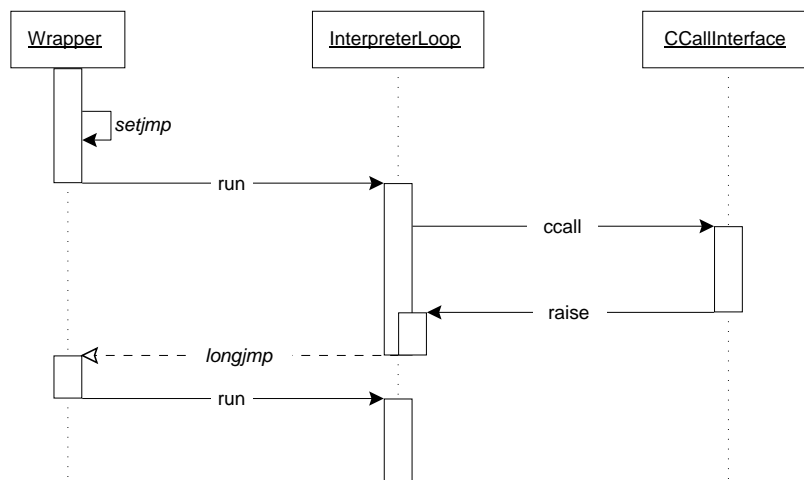 Wrapper
InterpreterLoop
CCallInterface
setjmp
run
ccall
raise
longjmp
run